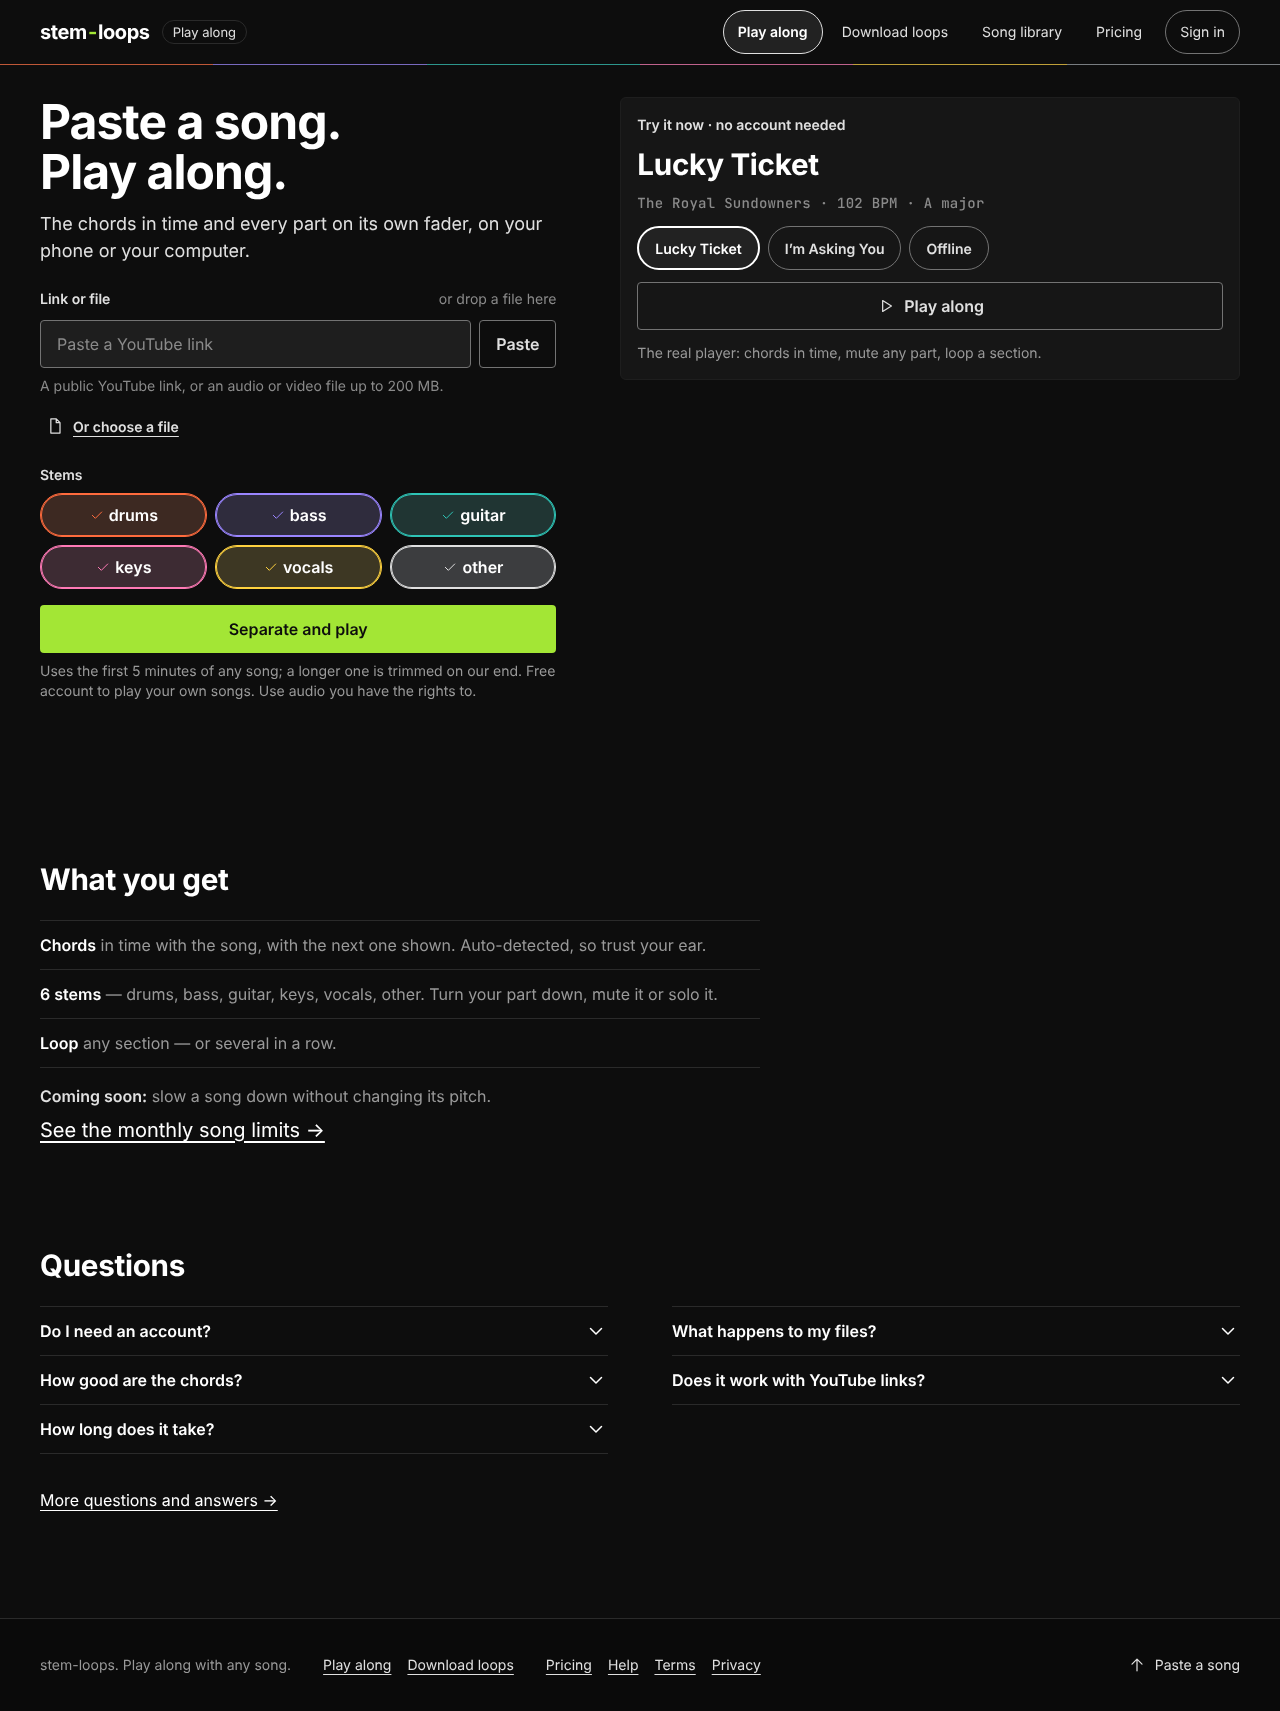 stem-loops
Play along
Play along
Download loops
Song library
Pricing
Sign in
Paste a song.
Play along.
The chords in time and every part on its own fader, on your
phone or your computer.
Link or file
or drop a file here
Paste a YouTube link
Paste
A public YouTube link, or an audio or video file up to 200 MB.
Or choose a file
Stems
drums
bass
guitar
keys
vocals
other
Separate and play
Uses the first 5 minutes of any song; a longer one is trimmed on our end. Free
account to play your own songs. Use audio you have the rights to.
Try it now · no account needed
Lucky Ticket
The Royal Sundowners · 102 BPM · A major
Lucky Ticket
I’m Asking You
Offline
Play along
The real player: chords in time, mute any part, loop a section.
What you get
Chords in time with the song, with the next one shown. Auto-detected, so trust your ear.
6 stems — drums, bass, guitar, keys, vocals, other. Turn your part down, mute it or solo it.
Loop any section — or several in a row.
Coming soon: slow a song down without changing its pitch.
See the monthly song limits →
Questions
Do I need an account?
How good are the chords?
How long does it take?
What happens to my files?
Does it work with YouTube links?
More questions and answers →
stem-loops. Play along with any song.
Play along
Download loops
Pricing
Help
Terms
Privacy
Paste a song